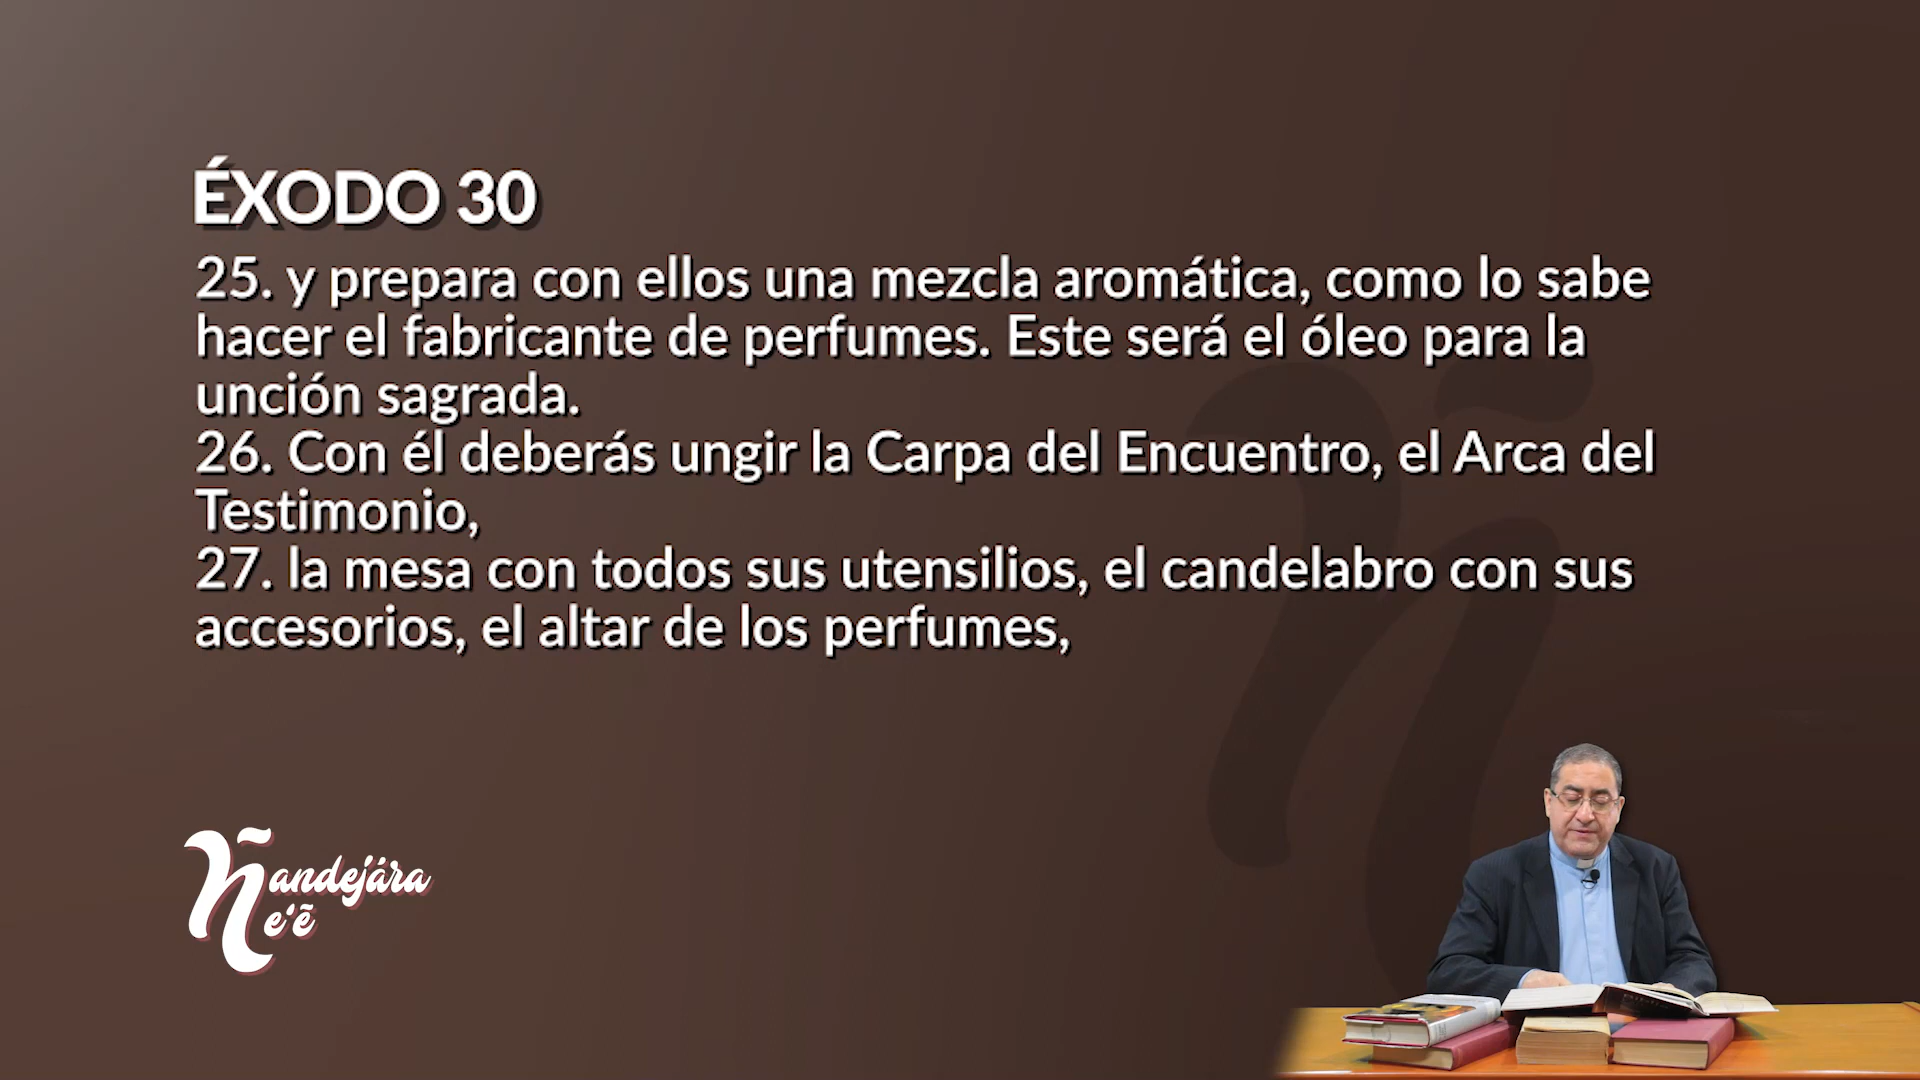 ÉXODO 30
25. y prepara con ellos una mezcla aromática, como lo sabe
hacer el fabricante de perfumes. Este será el óleo para la
unción sagrada.
26. Con él deberás ungir la Carpa del Encuentro, el Arca del
Testimonio,
27. la mesa con todos sus utensilios, el candelabro con sus
accesorios, el altar de los perfumes,
Ñandejára
Ñe'ẽ